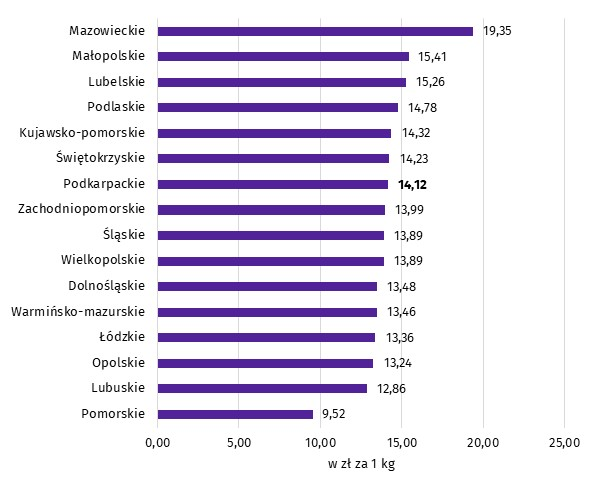 Mazowieckie 19,35
Małopolskie 15,41
Lubelskie 15,26
Podlaskie 14,78
Kujawsko-pomorskie 14,32
Świętokrzyskie 14,23
Podkarpackie 14,12
Zachodniopomorskie 13,99
Śląskie 13,89
Wielkopolskie 13,89
Dolnośląskie 13,48
Warmińsko-mazurskie 13,46
Łódzkie 13,36
Opolskie 13,24
Lubuskie 12,86
Pomorskie 9,52
0,00 5,00 10,00 15,00 20,00 25,00
w zł za 1 kg